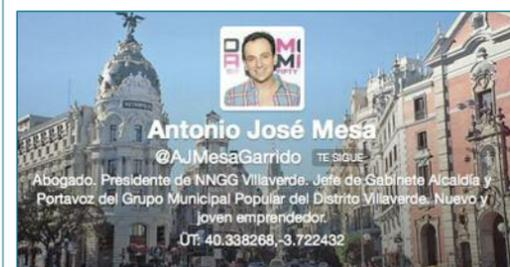 Antonio José Mesa
@AJMesaGarrido TE SIGUE
Abogado. Presidente de NNGG Villaverde. Jefe de Gabinete Alcaldía y
Portavoz del Grupo Municipal Popular del Distrito Villaverde. Nuevo y
joven emprendedor.
ÜT: 40.338268,-3.722432